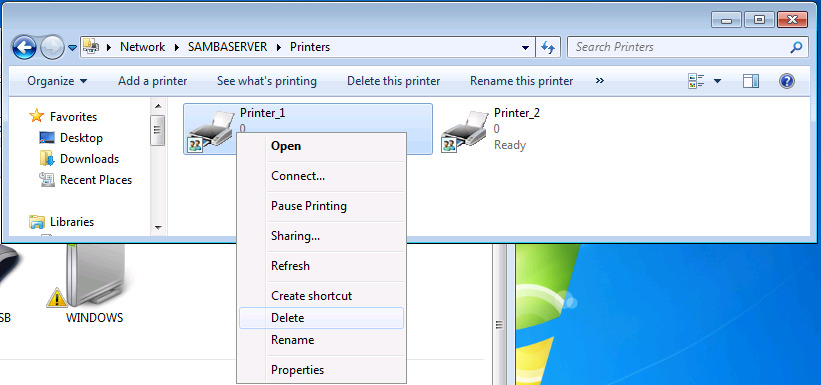 Network SAMBASERVER Printers
Search Printers
Organize Add a printer See what's printing Delete this printer Rename this printer »
Favorites
Desktop
Downloads
Recent Places
Libraries
Printer_1
0
Printer_2
0
Ready
Open
Connect...
Pause Printing
Sharing...
Refresh
Create shortcut
Delete
Rename
Properties
SB
WINDOWS